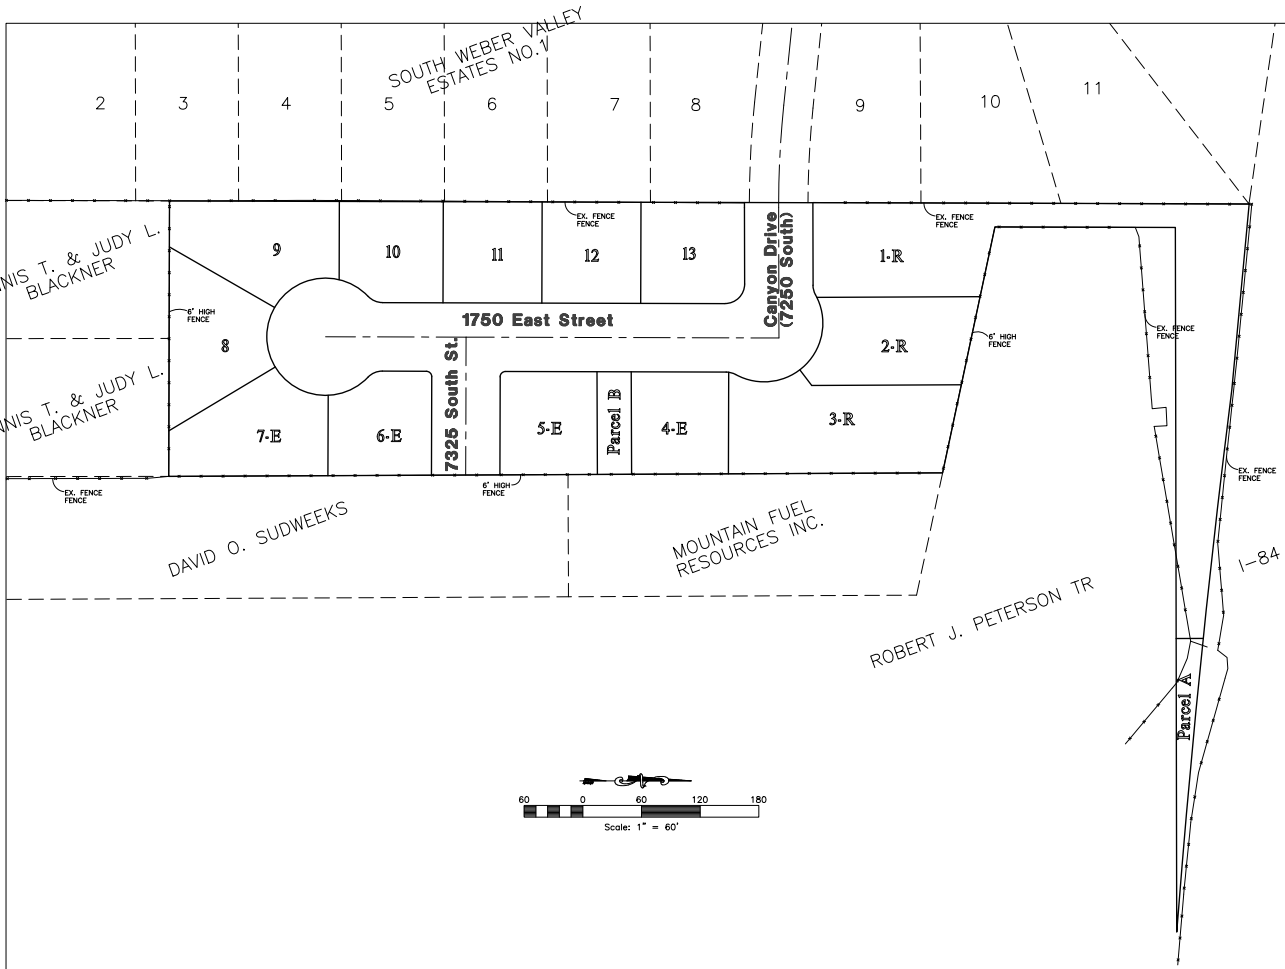 SOUTH WEBER VALLEY
ESTATES NO.1
2
3
4
5
6
7
8
9
10
11
NIS T. & JUDY L.
BLACKNER
EX. FENCE
FENCE
EX. FENCE
FENCE
9
10
11
12
13
Canyon Drive
(7250 South)
1-R
6' HIGH
FENCE
1750 East Street
8
7325 South St.
2-R
6' HIGH
FENCE
EX. FENCE
FENCE
NNIS T. & JUDY L.
BLACKNER
7-E
6-E
5-E
Parcel B
4-E
3-R
EX. FENCE
FENCE
6' HIGH
FENCE
EX. FENCE
FENCE
DAVID O. SUDWEEKS
MOUNTAIN FUEL
RESOURCES INC.
I-84
ROBERT J. PETERSON TR
Parcel A
60 0 60 120 180
Scale: 1" = 60'